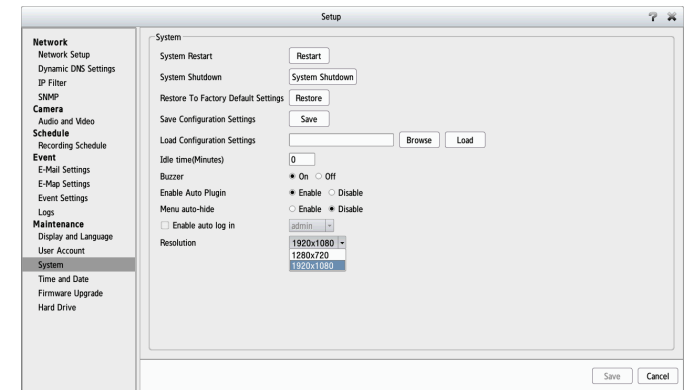 Setup
Network
Network Setup
Dynamic DNS Settings
IP Filter
SNMP
Camera
Audio and Video
Schedule
Recording Schedule
Event
E-Mail Settings
E-Map Settings
Event Settings
Logs
Maintenance
Display and Language
User Account
System
Time and Date
Firmware Upgrade
Hard Drive
System
System Restart Restart
System Shutdown System Shutdown
Restore To Factory Default Settings Restore
Save Configuration Settings Save
Load Configuration Settings Browse Load
Idle time(Minutes) 0
Buzzer On Off
Enable Auto Plugin Enable Disable
Menu auto-hide Enable Disable
Enable auto log in admin
Resolution 1920x1080
1280x720
1920x1080
Save Cancel